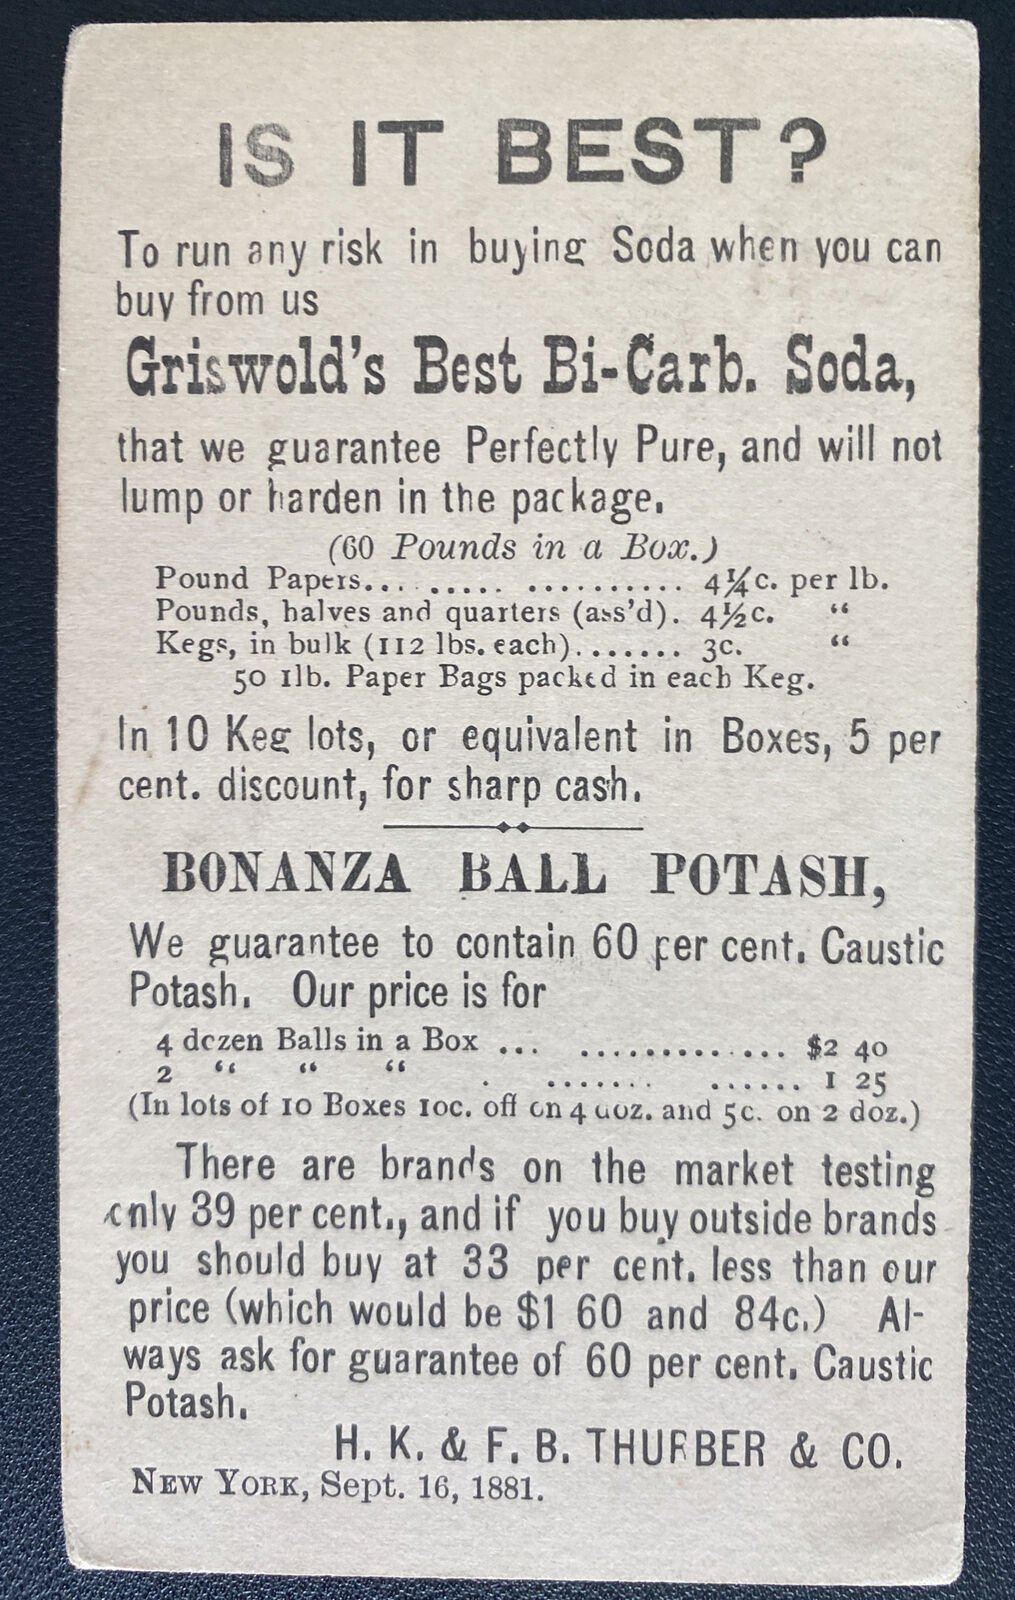 IS IT BEST?
To run any risk in buying Soda when you can
buy from us
Griswold's Best Bi-Carb. Soda,
that we guarantee Perfectly Pure, and will not
lump or harden in the package.
(60 Pounds in a Box.)
Pound Papers... ..... .......... 4¼c. per lb.
Pounds, halves and quarters (ass'd). 4½c. "
Kegs, in bulk (112 lbs. each)....... 3c. "
50 1lb. Paper Bags packed in each Keg.
In 10 Keg lots, or equivalent in Boxes, 5 per
cent. discount, for sharp cash.
BONANZA BALL POTASH,
We guarantee to contain 60 per cent. Caustic
Potash. Our price is for
4 dozen Balls in a Box ... ............. $2 40
2 " " " . ....... ...... 1 25
(In lots of 10 Boxes 10c. off on 4 doz. and 5c. on 2 doz.)
There are brands on the market testing
only 39 per cent., and if you buy outside brands
you should buy at 33 per cent. less than our
price (which would be $1 60 and 84c.) Al-
ways ask for guarantee of 60 per cent. Caustic
Potash.
H. K. & F. B. THURBER & CO.
NEW YORK, Sept. 16, 1881.